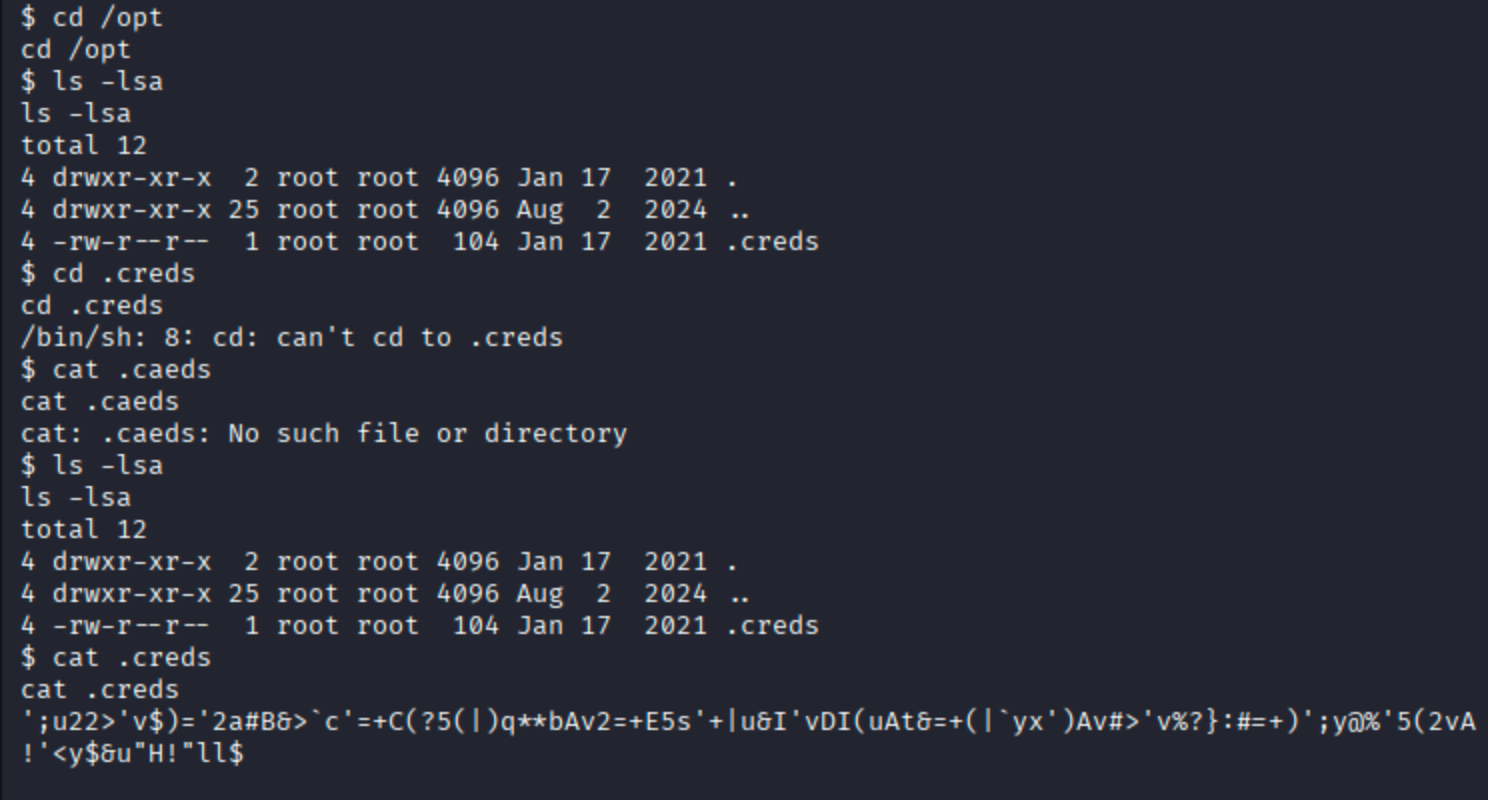 $ cd /opt
cd /opt
$ ls -lsa
ls -lsa
total 12
4 drwxr-xr-x  2 root root 4096 Jan 17  2021 .
4 drwxr-xr-x 25 root root 4096 Aug  2  2024 ..
4 -rw-r--r--  1 root root  104 Jan 17  2021 .creds
$ cd .creds
cd .creds
/bin/sh: 8: cd: can't cd to .creds
$ cat .caeds
cat .caeds
cat: .caeds: No such file or directory
$ ls -lsa
ls -lsa
total 12
4 drwxr-xr-x  2 root root 4096 Jan 17  2021 .
4 drwxr-xr-x 25 root root 4096 Aug  2  2024 ..
4 -rw-r--r--  1 root root  104 Jan 17  2021 .creds
$ cat .creds
cat .creds
';u22>'v$)='2a#B&>`c'=+C(?5(|)q**bAv2=+E5s'+|u&I'vDI(uAt&=+(|`yx')Av#>'v%?}:#=+)';y@%'5(2vA
!'<y$&u"H!"ll$